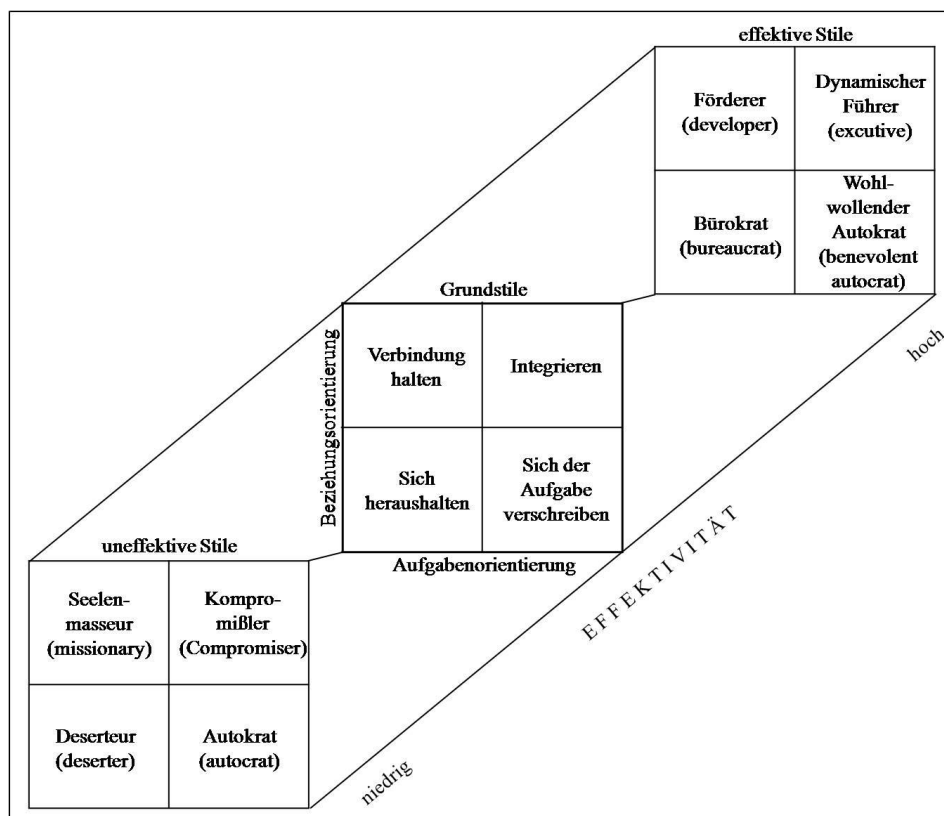 effektive Stile
Förderer
(developer)
Dynamischer
Führer
(excutive)
Bürokrat
(bureaucrat)
Wohl-
wollender
Autokrat
(benevolent
autocrat)
Grundstile
Verbindung
halten
Integrieren
Sich
heraushalten
Sich der
Aufgabe
verschreiben
Beziehungsorientierung
Aufgabenorientierung
uneffektive Stile
Seelen-
masseur
(missionary)
Kompro-
mißler
(Compromiser)
Deserteur
(deserter)
Autokrat
(autocrat)
niedrig
EFFEKTIVITÄT
hoch